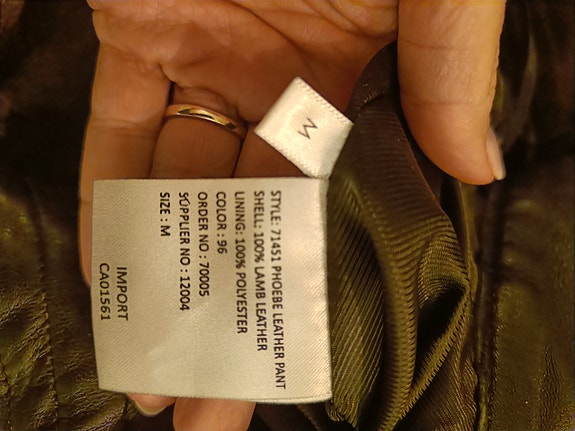 M
STYLE: 71451 PHOEBE LEATHER PANT
SHELL: 100% LAMB LEATHER
LINING: 100% POLYESTER
COLOR : 96
ORDER NO : 70005
SUPPLIER NO : 12004
SIZE : M
IMPORT
CA01561